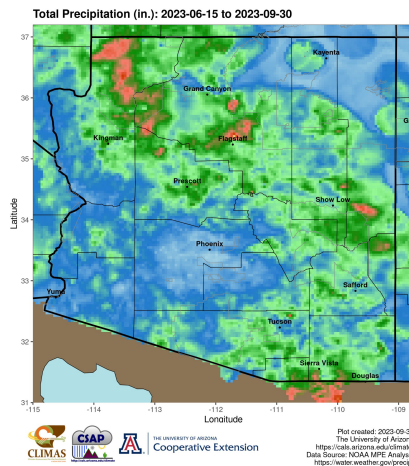 Total Precipitation (in.): 2023-06-15 to 2023-09-30
37
36
35
34
33
32
31
Latitude
Kayenta
Grand Canyon
G
Kingman
Flagstaff
Prescott
Show Low
Phoenix
Yuma
Safford
Tucson
Sierra Vista
Douglas
-115 -114 -113 -112 -111 -110 -109
Longitude
CLIMAS
CSAP
A
THE UNIVERSITY OF ARIZONA
Cooperative Extension
Plot created: 2023-09-3
The University of Arizon
https://cals.arizona.edu/climat
Data Source: NOAA MPE Analys
https://water.weather.gov/precip